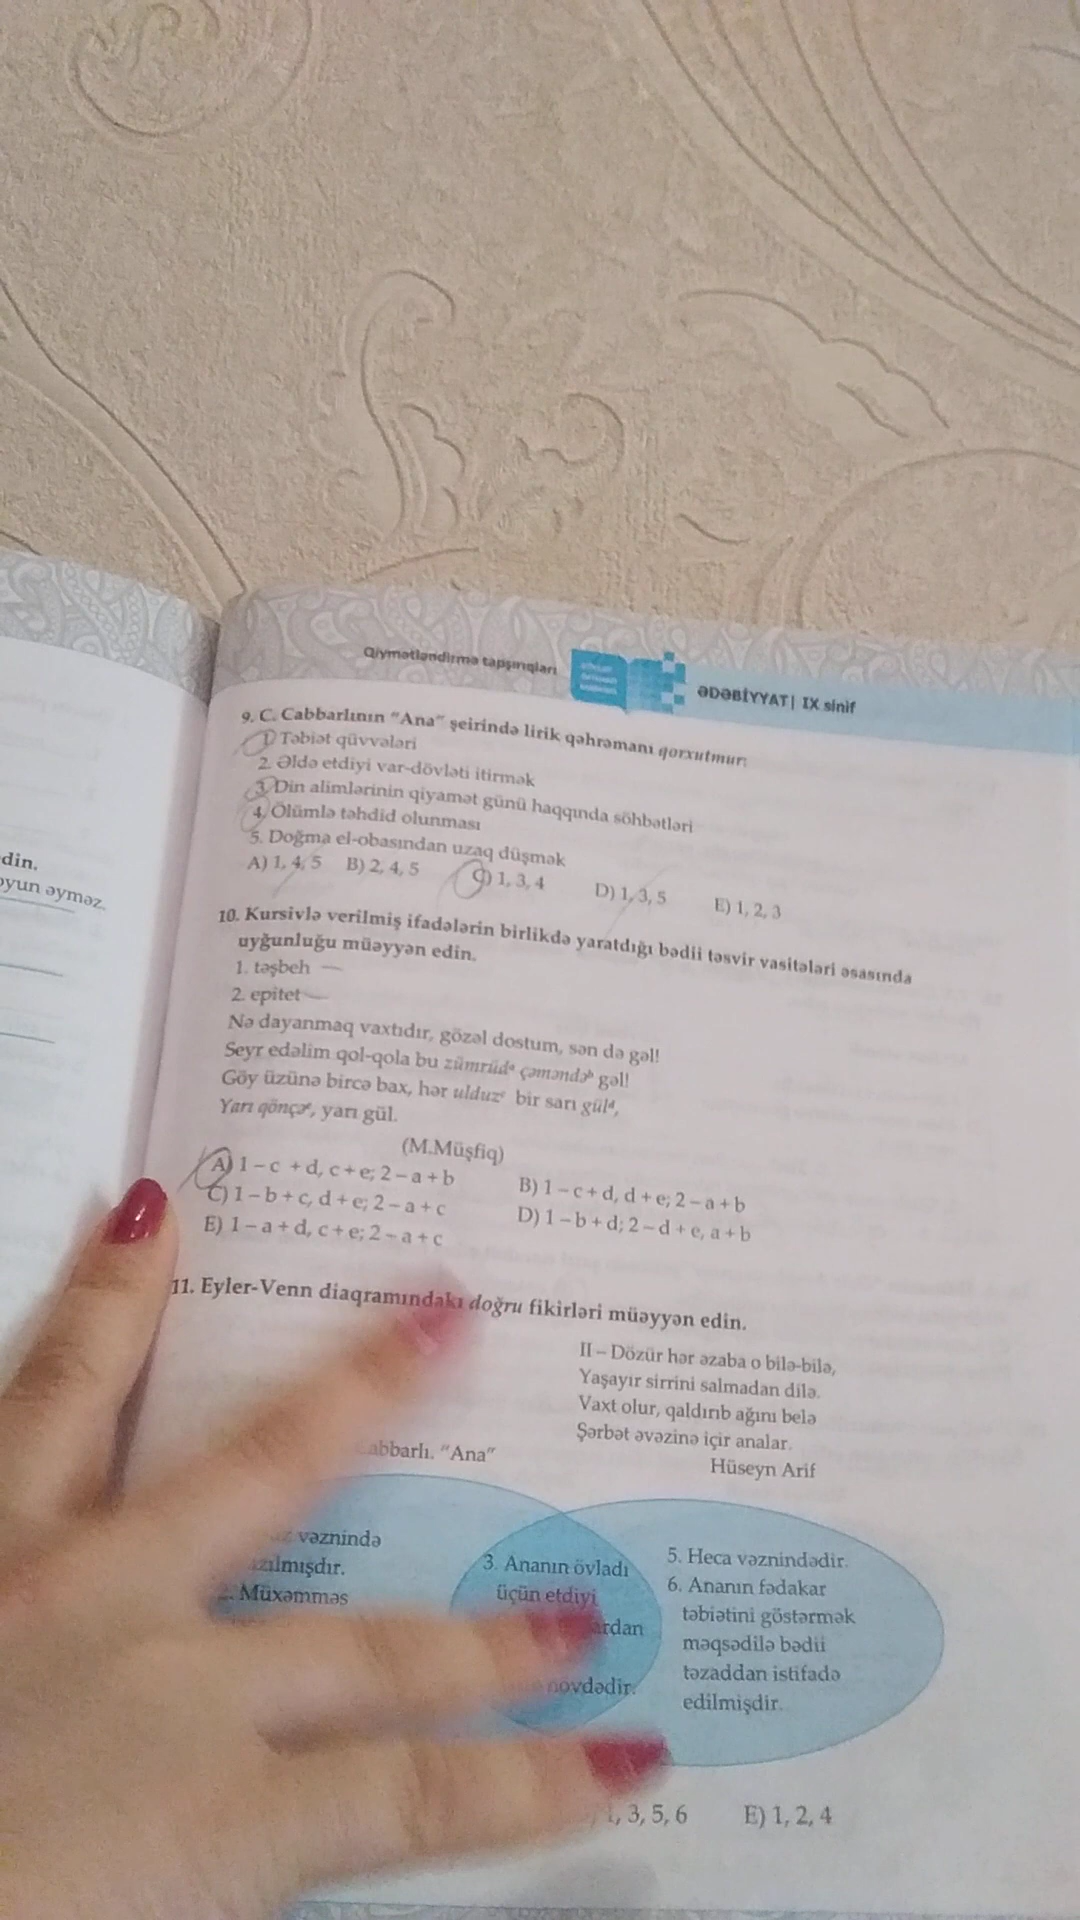 din.
oyun əyməz.
Qiymətləndirmə tapşırıqları
ƏDƏBİYYAT | IX sinif
9. C. Cabbarlının "Ana" şeirində lirik qəhrəmanı qorxutmur:
1. Təbiət qüvvələri
2. Əldə etdiyi var-dövləti itirmək
3. Din alimlərinin qiyamət günü haqqında söhbətləri
4. Ölümlə təhdid olunması
5. Doğma el-obasından uzaq düşmək
A) 1, 4, 5 B) 2, 4, 5 C) 1, 3, 4 D) 1, 3, 5 E) 1, 2, 3
10. Kursivlə verilmiş ifadələrin birlikdə yaratdığı bədii təsvir vasitələri əsasında
uyğunluğu müəyyən edin.
1. təşbeh
2. epitet
Nə dayanmaq vaxtıdır, gözəl dostum, sən də gəl!
Seyr edəlim qol-qola bu zümrüdᵃ çəməndəᵇ gəl!
Göy üzünə bircə bax, hər ulduzᶜ bir sarı gülᵈ,
Yarı qönçəᵉ, yarı gül.
(M.Müşfiq)
A) 1 – c + d, c + e; 2 – a + b
B) 1 – c + d, d + e; 2 – a + b
C) 1 – b + c, d + e; 2 – a + c
D) 1 – b + d; 2 – d + e, a + b
E) 1 – a + d, c + e; 2 – a + c
11. Eyler-Venn diaqramındakı doğru fikirləri müəyyən edin.
II – Dözür hər əzaba o bilə-bilə,
Yaşayır sirrini salmadan dilə.
Vaxt olur, qaldırıb ağını belə
Şərbət əvəzinə içir analar.
Hüseyn Arif
abbarlı. "Ana"
vəznində
zılmışdır.
2. Müxəmməs
3. Ananın övladı
üçün etdiyi
ardan
növdədir.
5. Heca vəznindədir.
6. Ananın fədakar
təbiətini göstərmək
məqsədilə bədii
təzaddan istifadə
edilmişdir.
1, 3, 5, 6 E) 1, 2, 4